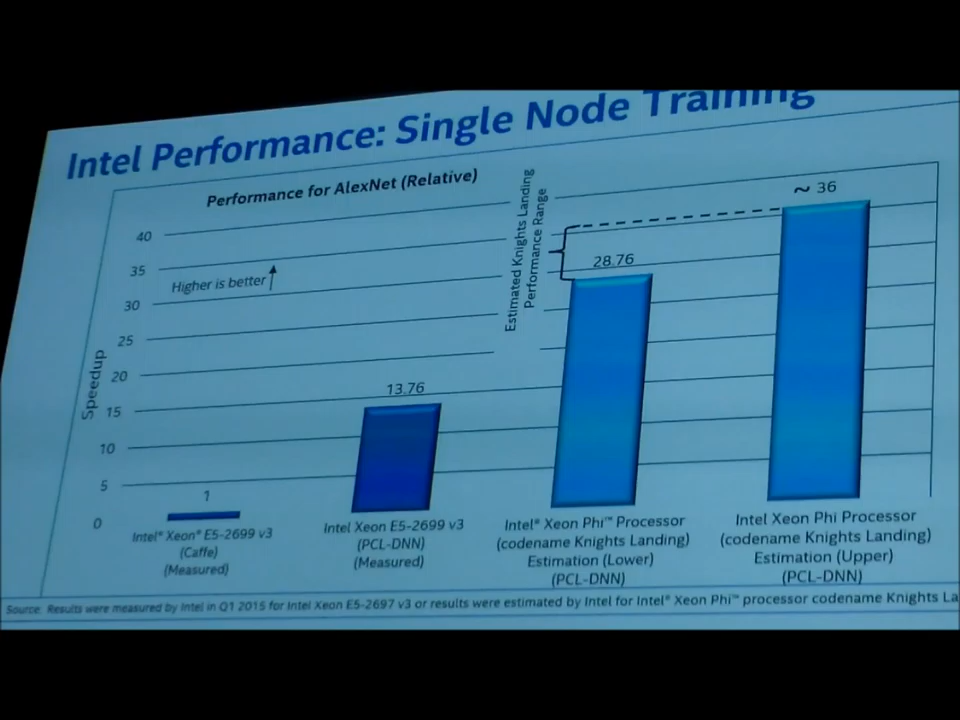 Intel Performance: Single Node Training
Performance for AlexNet (Relative)
Estimated Knights Landing
Performance Range
Higher is better
Speedup
40
35
30
25
20
15
10
5
0
1
13.76
28.76
~ 36
Intel® Xeon® E5-2699 v3
(Caffe)
(Measured)
Intel Xeon E5-2699 v3
(PCL-DNN)
(Measured)
Intel® Xeon Phi™ Processor
(codename Knights Landing)
Estimation (Lower)
(PCL-DNN)
Intel Xeon Phi Processor
(codename Knights Landing)
Estimation (Upper)
(PCL-DNN)
Source: Results were measured by Intel in Q1 2015 for Intel Xeon E5-2697 v3 or results were estimated by Intel for Intel® Xeon Phi™ processor codename Knights La